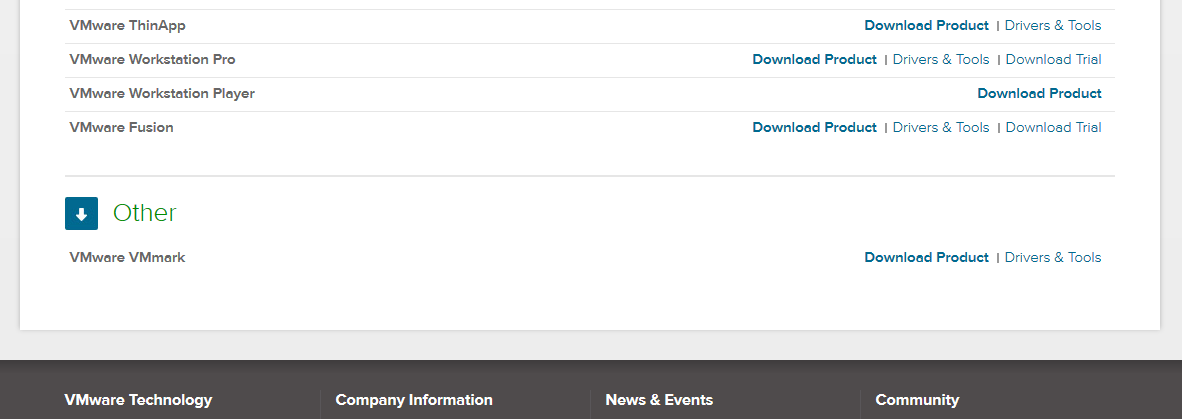 VMware ThinApp Download Product | Drivers & Tools
VMware Workstation Pro Download Product | Drivers & Tools | Download Trial
VMware Workstation Player Download Product
VMware Fusion Download Product | Drivers & Tools | Download Trial
Other
VMware VMmark Download Product | Drivers & Tools
VMware Technology Company Information News & Events Community